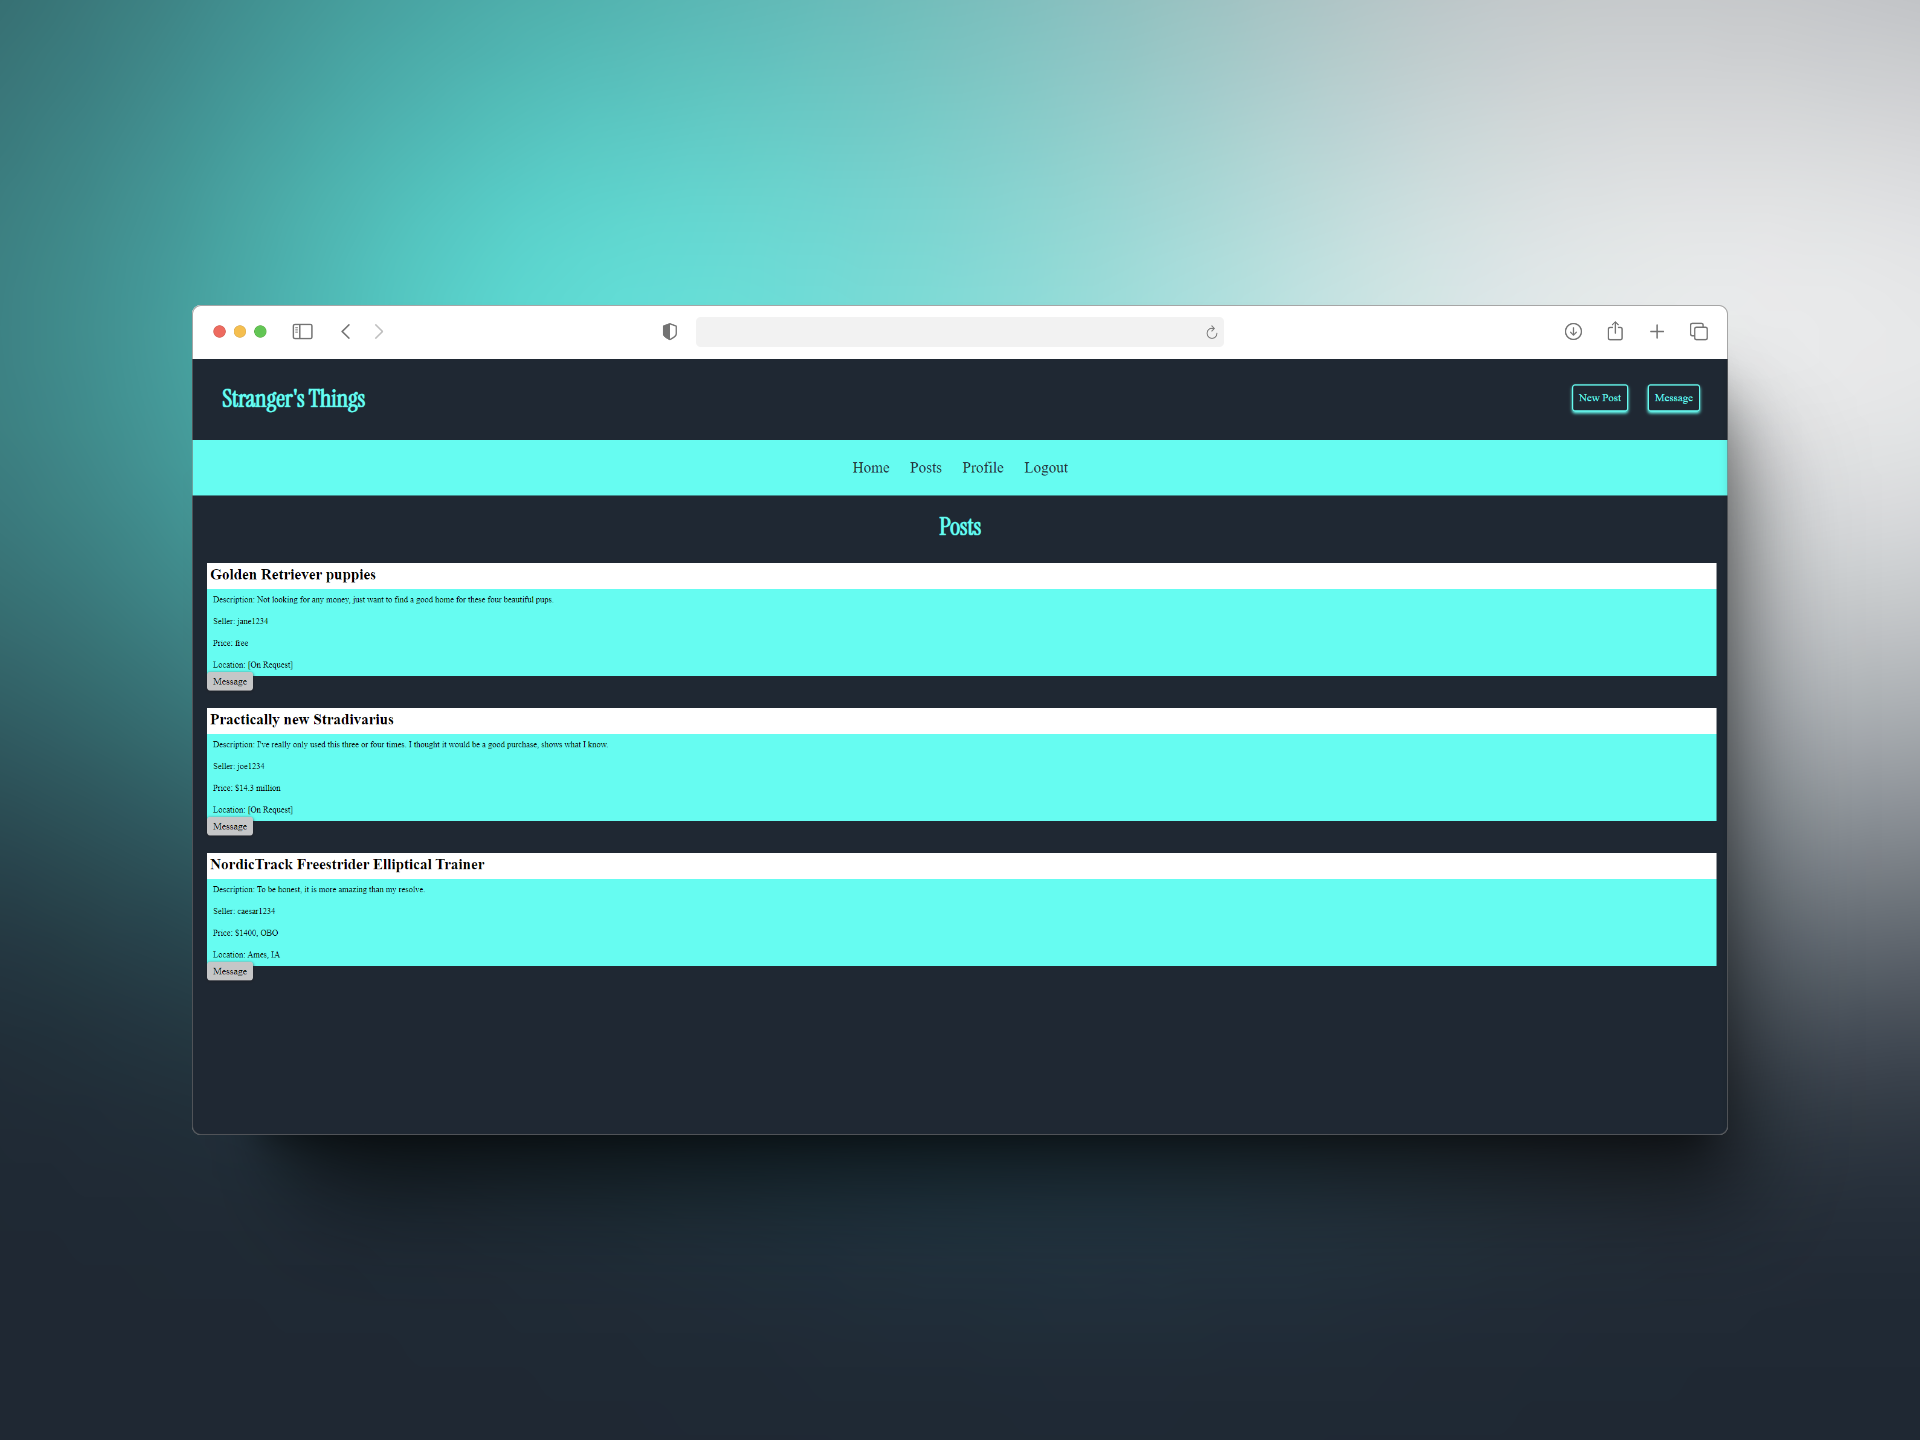 Stranger's Things
New Post
Message
Home
Posts
Profile
Logout
Posts
Golden Retriever puppies
Description: Not looking for any money, just want to find a good home for these four beautiful pups.
Seller: jane1234
Price: free
Location: [On Request]
Message
Practically new Stradivarius
Description: I've really only used this three or four times. I thought it would be a good purchase, shows what I know.
Seller: joe1234
Price: $14.3 million
Location: [On Request]
Message
NordicTrack Freestrider Elliptical Trainer
Description: To be honest, it is more amazing than my resolve.
Seller: caesar1234
Price: $1400, OBO
Location: Ames, IA
Message